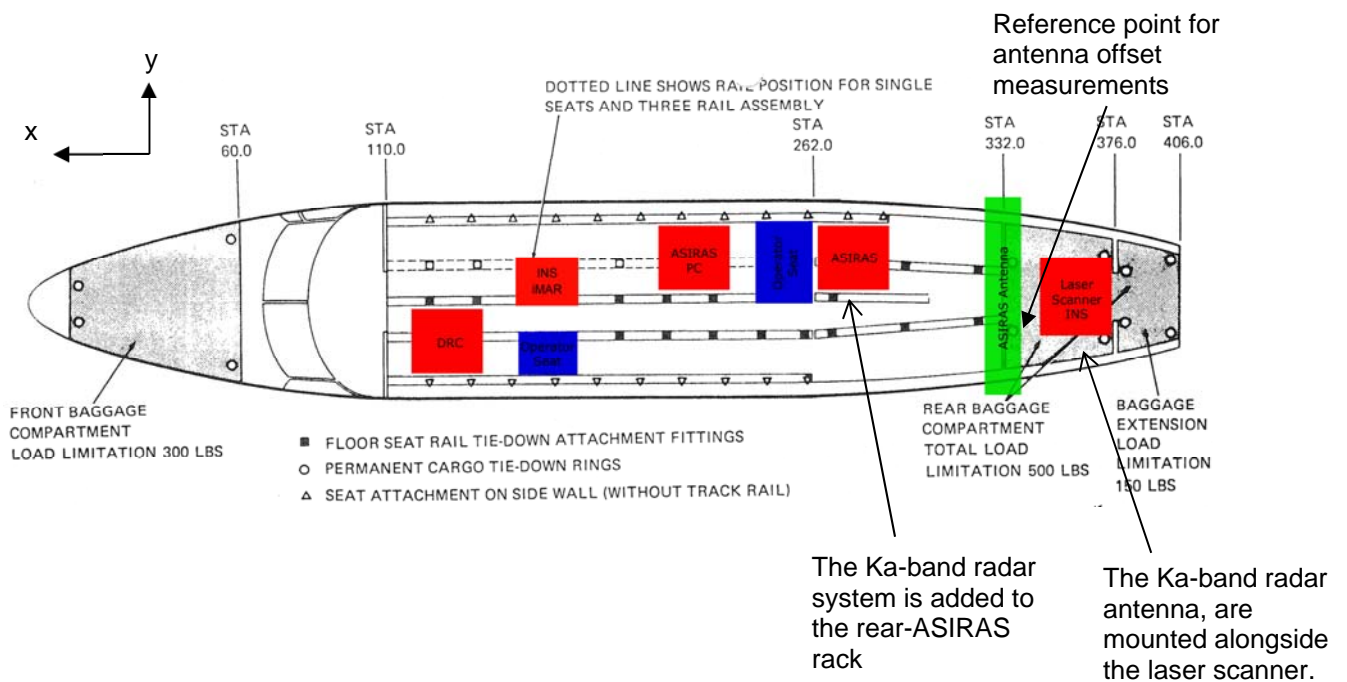 Reference point for
antenna offset
measurements
y
x
DOTTED LINE SHOWS RAIL POSITION FOR SINGLE
SEATS AND THREE RAIL ASSEMBLY
STA
60.0
STA
110.0
STA
262.0
STA
332.0
STA
376.0
STA
406.0
ASIRAS
PC
Operator
Seat
ASIRAS
INS
iMAR
ASIRAS Antenna
Laser
Scanner
INS
DRC
Operator
Seat
FRONT BAGGAGE
COMPARTMENT
LOAD LIMITATION 300 LBS
FLOOR SEAT RAIL TIE-DOWN ATTACHMENT FITTINGS
PERMANENT CARGO TIE-DOWN RINGS
SEAT ATTACHMENT ON SIDE WALL (WITHOUT TRACK RAIL)
REAR BAGGAGE
COMPARTMENT
TOTAL LOAD
LIMITATION 500 LBS
BAGGAGE
EXTENSION
LOAD
LIMITATION
150 LBS
The Ka-band radar
system is added to
the rear-ASIRAS
rack
The Ka-band radar
antenna, are
mounted alongside
the laser scanner.